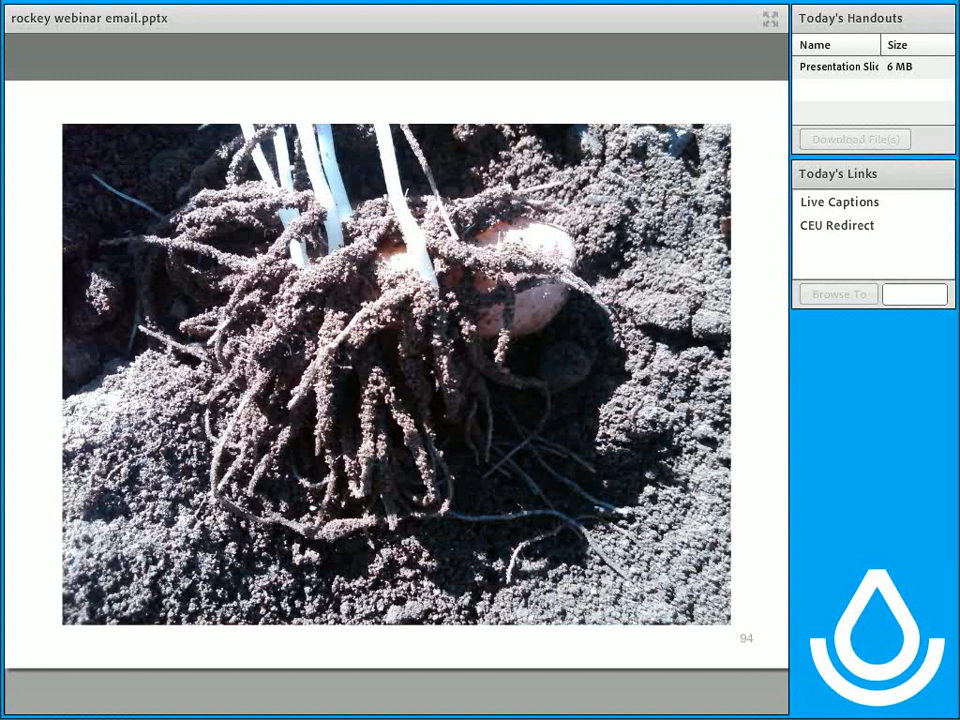 rockey webinar email.pptx
94
Today's Handouts
Name Size
Presentation Slic 6 MB
Download File(s)
Today's Links
Live Captions
CEU Redirect
Browse To